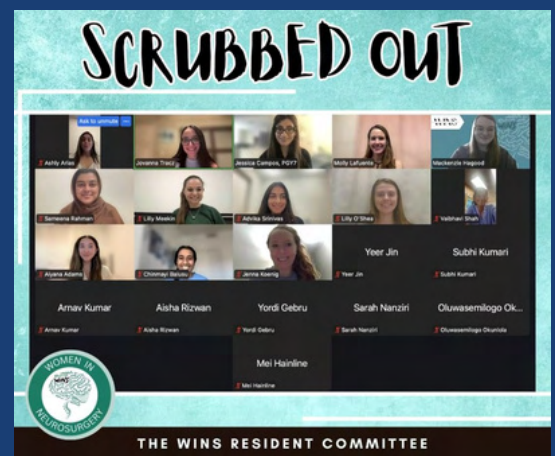 SCRUBBED OUT
Ask to unmute
Ashly Arias
Jovanna Tracz
Jessica Campos, PGY7
Molly Lafuente
Mackenzie Hagood
Sameena Rahman
Lilly Meekin
Advika Srinivas
Lilly O'Shea
Vaibhavi Shah
Aiyana Adams
Chinmayi Balusu
Jenna Koenig
Yeer Jin
Yeer Jin
Subhi Kumari
Subhi Kumari
Arnav Kumar
Arnav Kumar
Aisha Rizwan
Aisha Rizwan
Yordi Gebru
Yordi Gebru
Sarah Nanziri
Sarah Nanziri
Oluwasemilogo Ok...
Oluwasemilogo Okunlola
Mei Hainline
Mei Hainline
WOMEN IN
WINS
NEUROSURGERY
THE WINS RESIDENT COMMITTEE